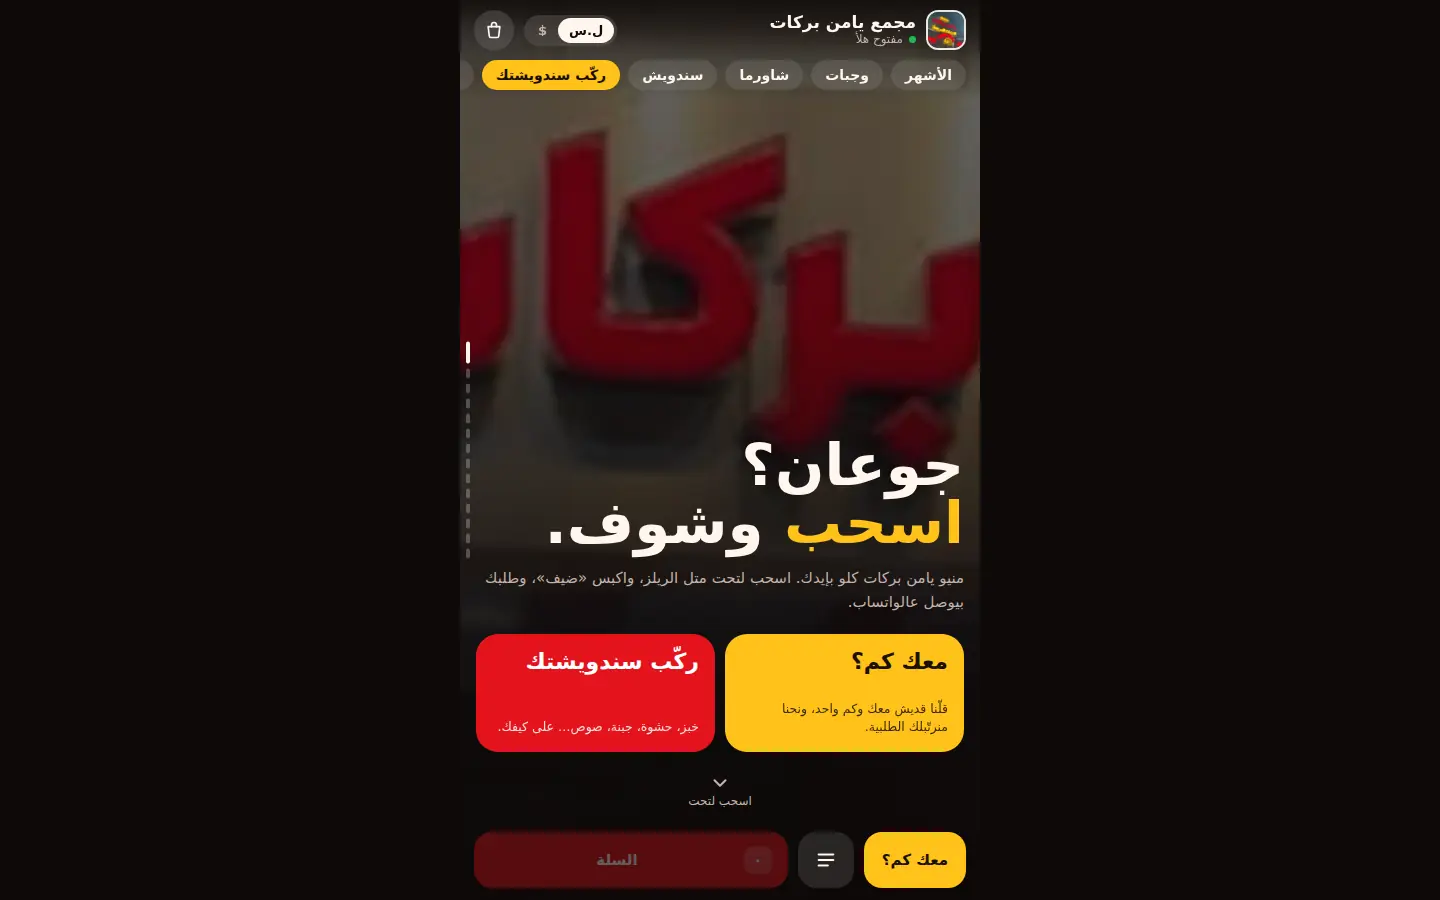 مجمع يامن بركات
مفتوح هلأ
ل.س
$
الأشهر
وجبات
شاورما
سندويش
ركّب سندويشتك
بركات
جوعان؟
اسحب وشوف.
منيو يامن بركات كلو بإيدك. اسحب لتحت متل الريلز، واكبس «ضيف»، وطلبك
بيوصل عالواتساب.
معك كم؟
قلّنا قديش معك وكم واحد، ونحنا
منرتّبلك الطلبية.
ركّب سندويشتك
خبز، حشوة، جبنة، صوص… على كيفك.
اسحب لتحت
معك كم؟
٠
السلة